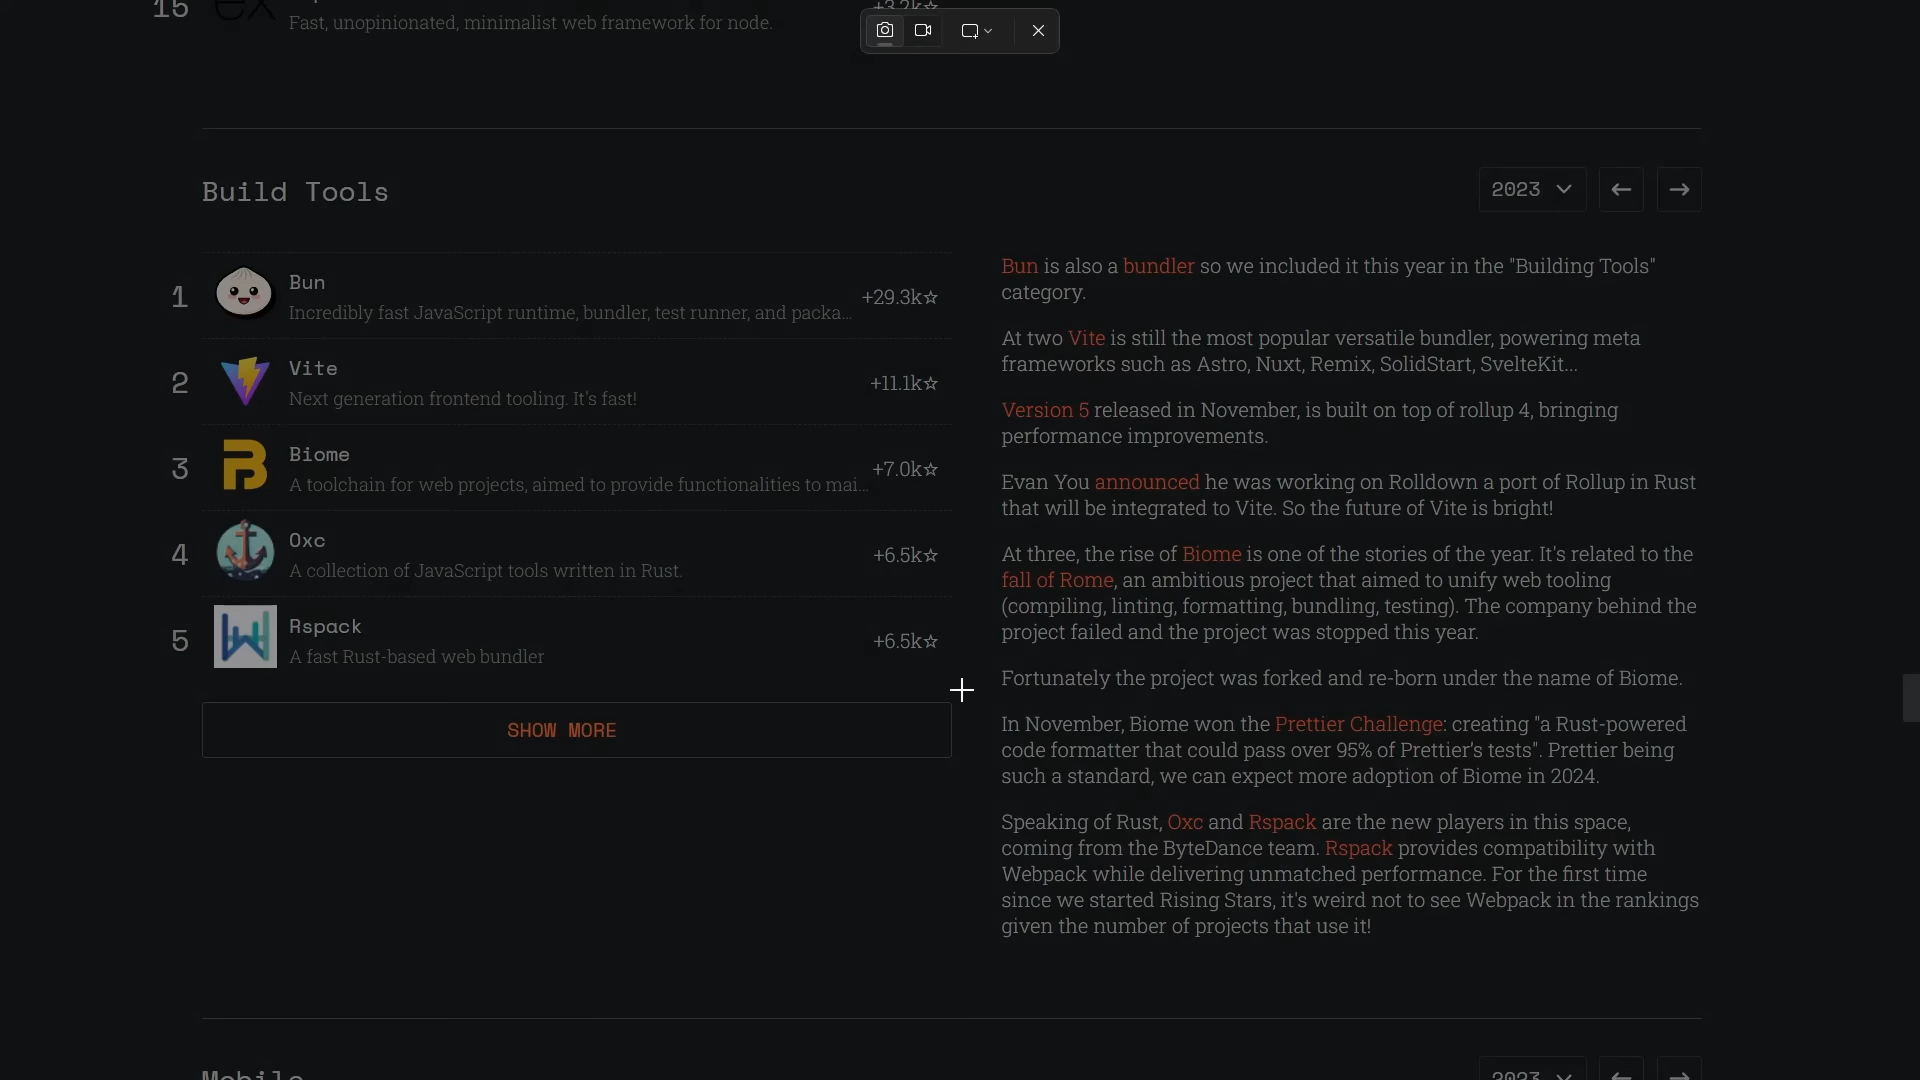 15
Fast, unopinionated, minimalist web framework for node.
+3.2k☆
Build Tools
2023
1
Bun
Incredibly fast JavaScript runtime, bundler, test runner, and packa...
+29.3k☆
2
Vite
Next generation frontend tooling. It's fast!
+11.1k☆
3
Biome
A toolchain for web projects, aimed to provide functionalities to mai...
+7.0k☆
4
Oxc
A collection of JavaScript tools written in Rust.
+6.5k☆
5
Rspack
A fast Rust-based web bundler
+6.5k☆
SHOW MORE
Bun is also a bundler so we included it this year in the "Building Tools"
category.
At two Vite is still the most popular versatile bundler, powering meta
frameworks such as Astro, Nuxt, Remix, SolidStart, SvelteKit...
Version 5 released in November, is built on top of rollup 4, bringing
performance improvements.
Evan You announced he was working on Rolldown a port of Rollup in Rust
that will be integrated to Vite. So the future of Vite is bright!
At three, the rise of Biome is one of the stories of the year. It's related to the
fall of Rome, an ambitious project that aimed to unify web tooling
(compiling, linting, formatting, bundling, testing). The company behind the
project failed and the project was stopped this year.
Fortunately the project was forked and re-born under the name of Biome.
In November, Biome won the Prettier Challenge: creating "a Rust-powered
code formatter that could pass over 95% of Prettier's tests". Prettier being
such a standard, we can expect more adoption of Biome in 2024.
Speaking of Rust, Oxc and Rspack are the new players in this space,
coming from the ByteDance team. Rspack provides compatibility with
Webpack while delivering unmatched performance. For the first time
since we started Rising Stars, it's weird not to see Webpack in the rankings
given the number of projects that use it!
Mobile
2023